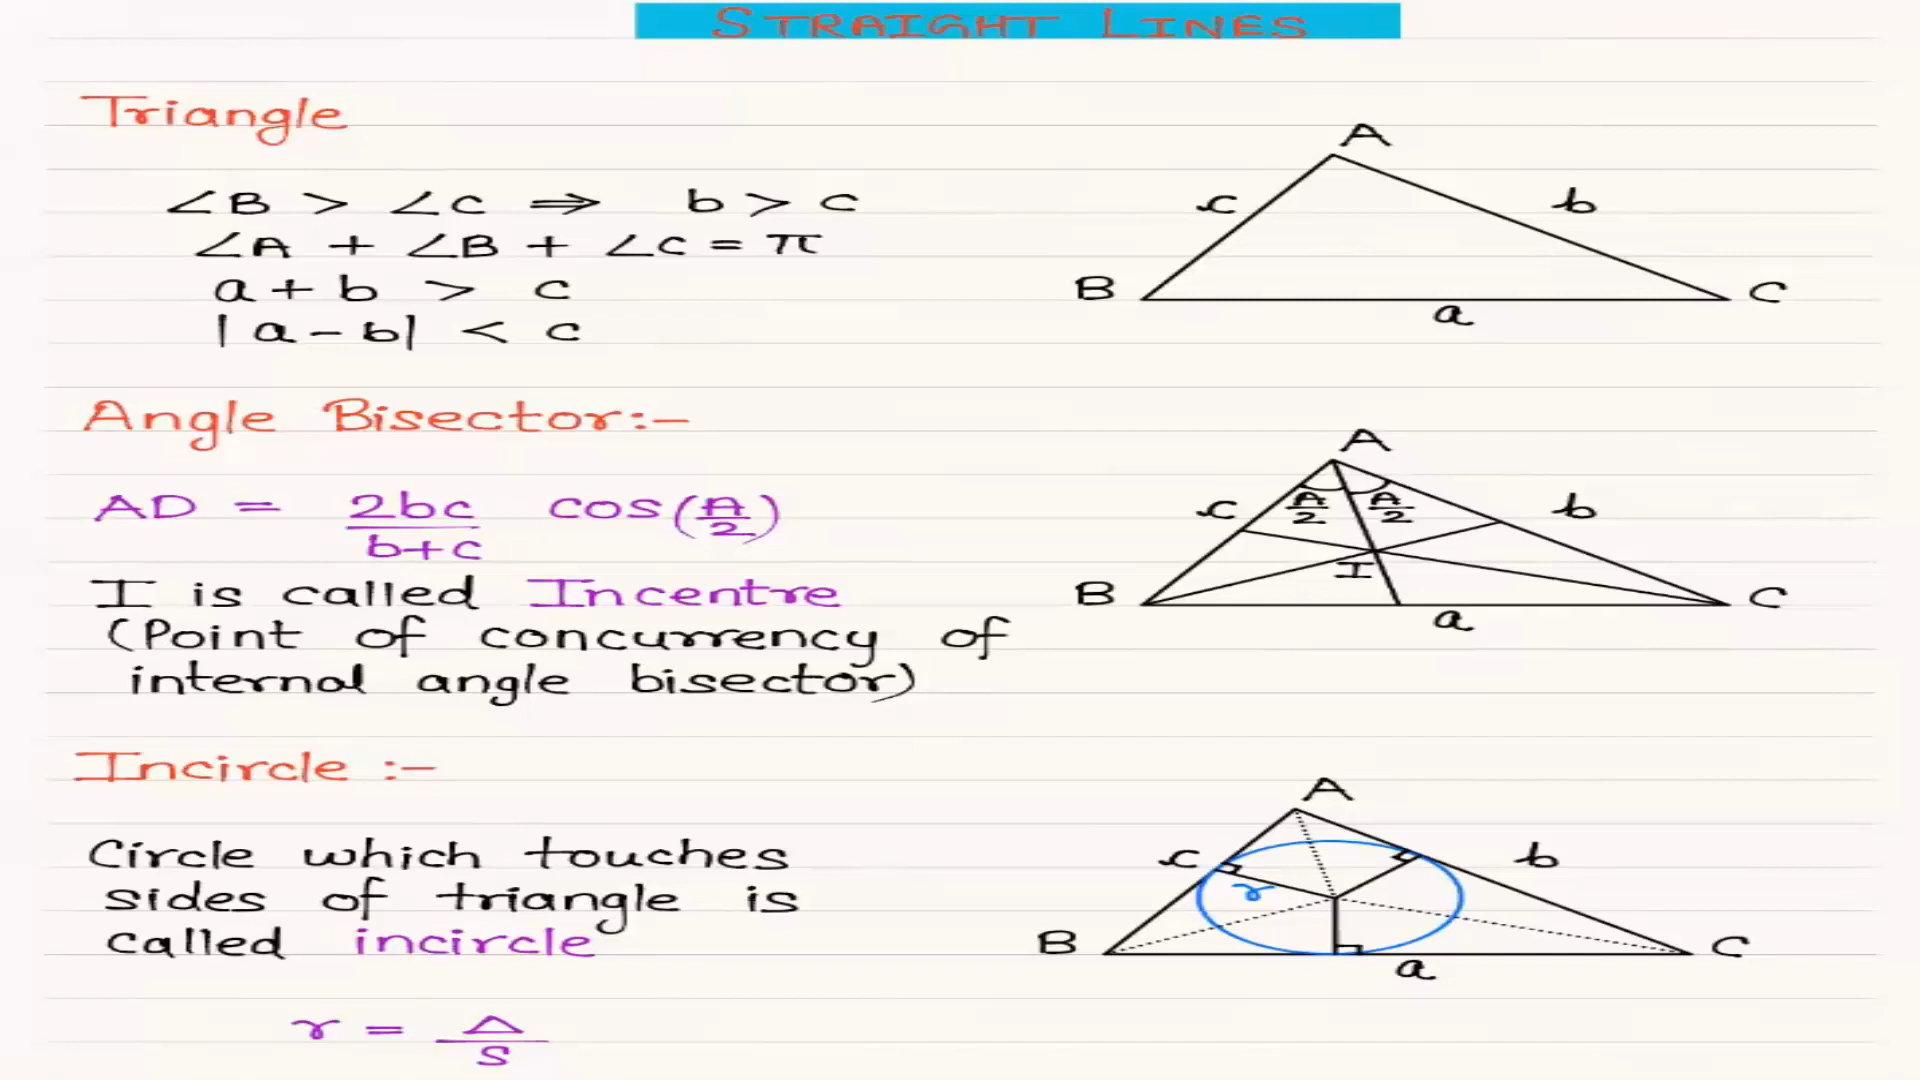 STRAIGHT LINES
Triangle
∠B > ∠C ⇒ b > c
∠A + ∠B + ∠C = π
a + b > c
|a - b| < c
A
c
b
B
C
a
Angle Bisector:-
AD = 2bc/b+c cos(A/2)
I is called Incentre
(Point of concurrency of
internal angle bisector)
A
c
A/2
A/2
b
I
B
C
a
Incircle :-
Circle which touches
sides of triangle is
called incircle
r = Δ/s
A
c
r
b
B
C
a